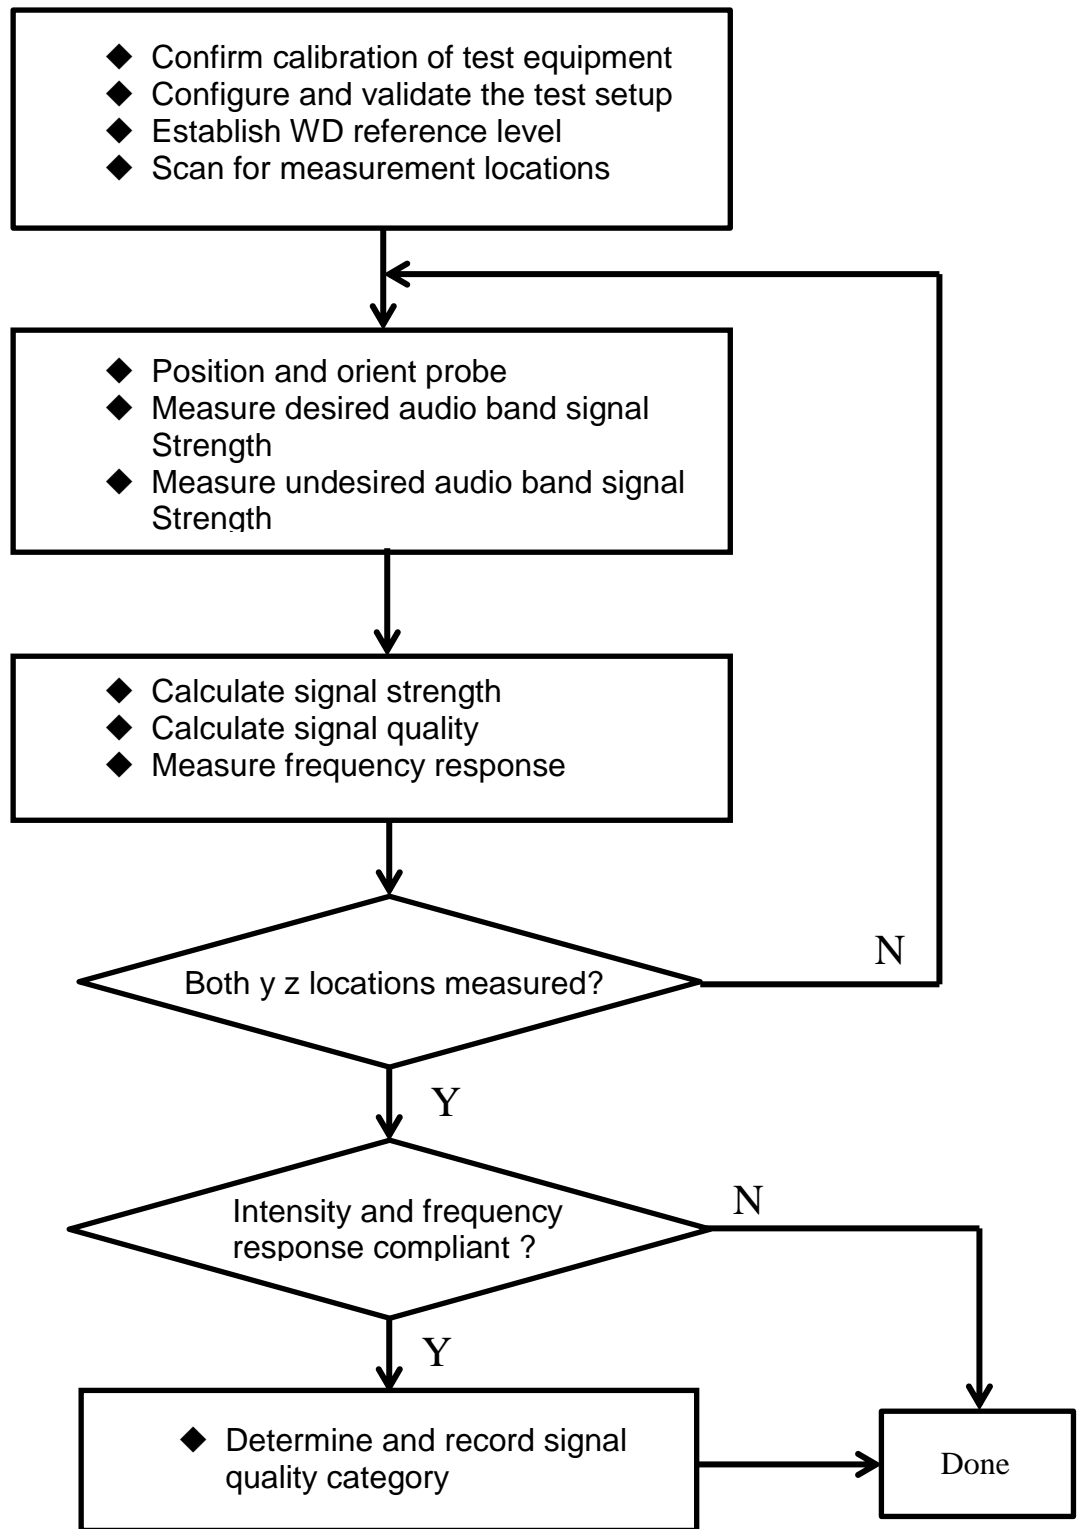 ◆ Confirm calibration of test equipment
◆ Configure and validate the test setup
◆ Establish WD reference level
◆ Scan for measurement locations
◆ Position and orient probe
◆ Measure desired audio band signal
Strength
◆ Measure undesired audio band signal
Strength
◆ Calculate signal strength
◆ Calculate signal quality
◆ Measure frequency response
Both y z locations measured?
N
Y
Intensity and frequency
response compliant ?
N
Y
◆ Determine and record signal
quality category
Done